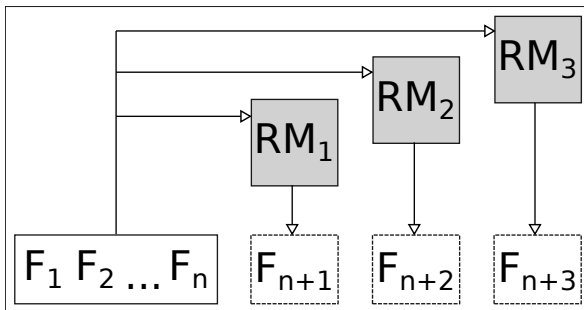 RM₃
RM₂
RM₁
F₁ F₂ ... Fₙ
Fₙ₊₁
Fₙ₊₂
Fₙ₊₃